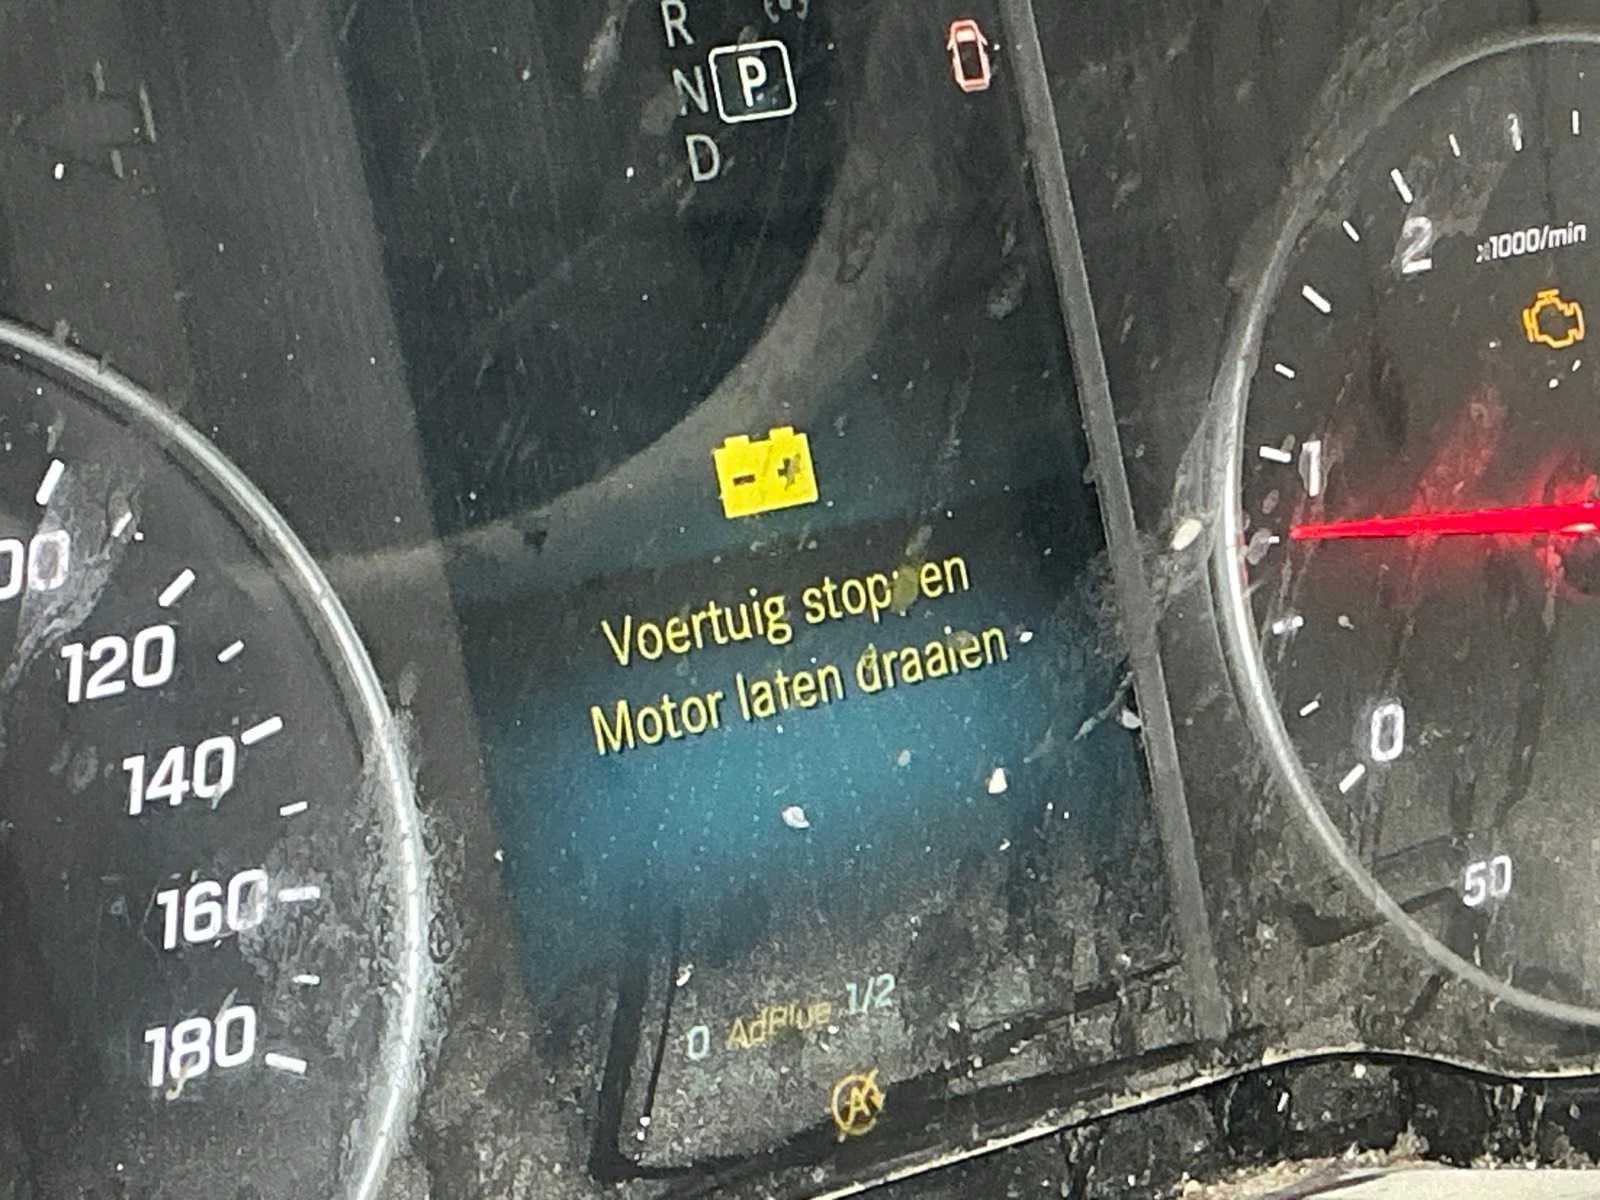 R
N P
D
2
x1000/min
1
0
50
00
120
140
160
180
Voertuig stoppen
Motor laten draaien
0 AdBlue 1/2
A